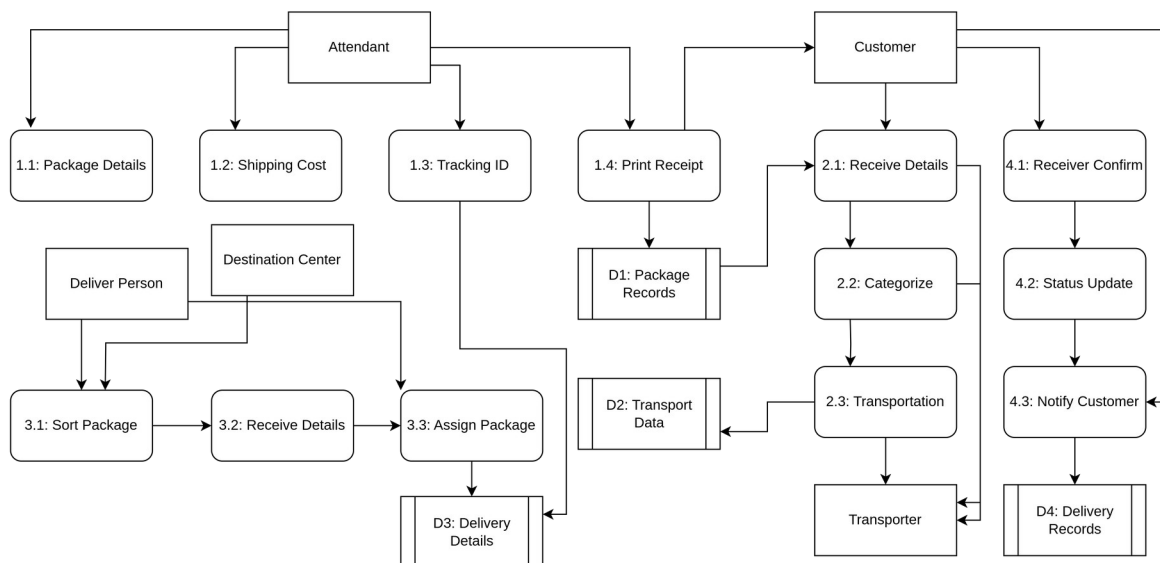 Attendant
Customer
1.1: Package Details
1.2: Shipping Cost
1.3: Tracking ID
1.4: Print Receipt
2.1: Receive Details
4.1: Receiver Confirm
Deliver Person
Destination Center
D1: Package
Records
2.2: Categorize
4.2: Status Update
3.1: Sort Package
3.2: Receive Details
3.3: Assign Package
D2: Transport
Data
2.3: Transportation
4.3: Notify Customer
D3: Delivery
Details
Transporter
D4: Delivery
Records